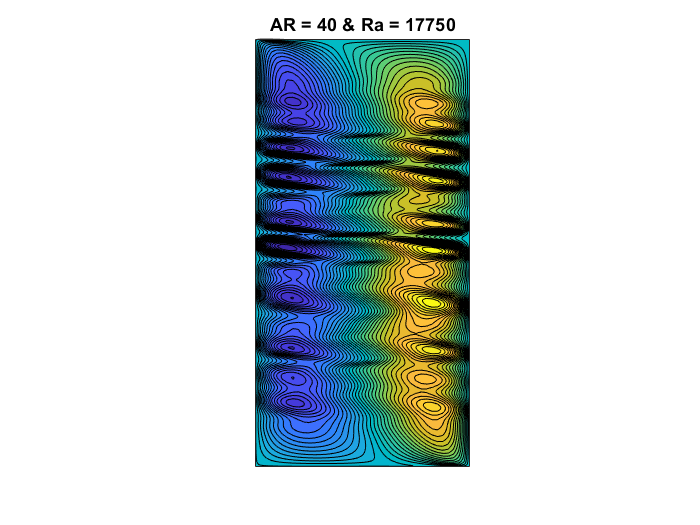 AR = 40 & Ra = 17750